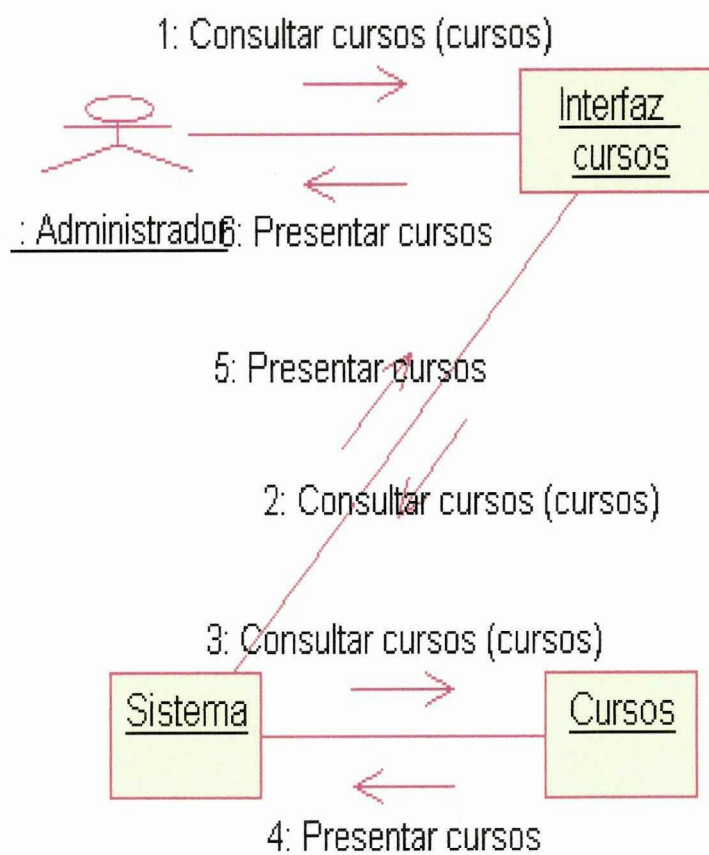 1: Consultar cursos (cursos)
Interfaz
cursos
: Administrador
6: Presentar cursos
5: Presentar cursos
2: Consultar cursos (cursos)
3: Consultar cursos (cursos)
Sistema
Cursos
4: Presentar cursos